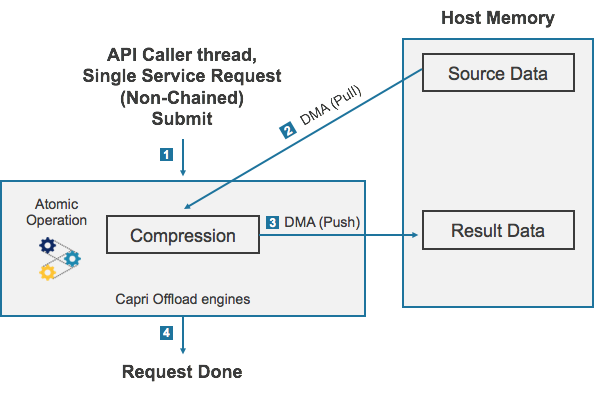 Host Memory
API Caller thread,
Single Service Request
(Non-Chained)
Submit
Source Data
2 DMA (Pull)
1
Atomic
Operation
Compression
3 DMA (Push)
Result Data
Capri Offload engines
4
Request Done